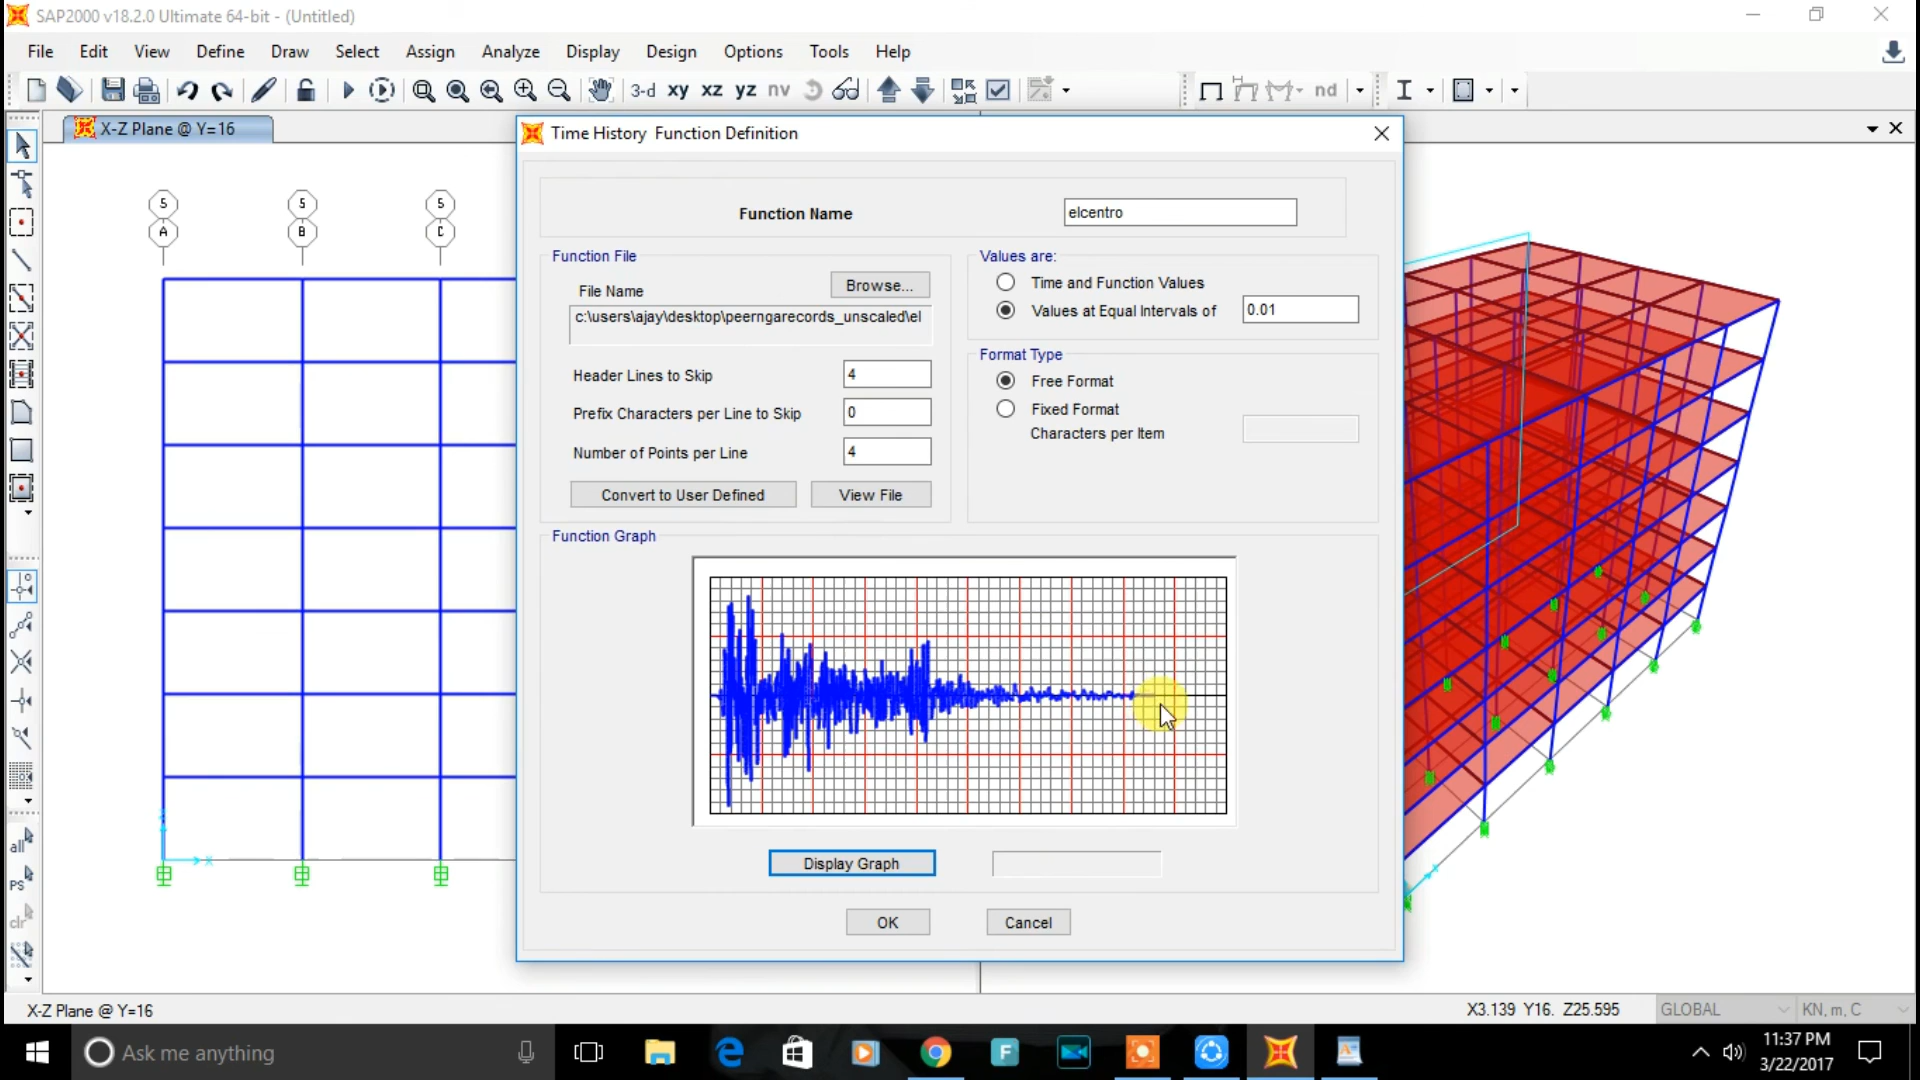 SAP2000 v18.2.0 Ultimate 64-bit - (Untitled)
File Edit View Define Draw Select Assign Analyze Display Design Options Tools Help
3-d xy xz yz nv nd
X-Z Plane @ Y=16
Time History Function Definition
5 5 5
A B C
Function Name elcentro
Function File
File Name Browse...
c:\users\ajay\desktop\peerngarecords_unscaled\el
Header Lines to Skip 4
Prefix Characters per Line to Skip 0
Number of Points per Line 4
Convert to User Defined View File
Values are:
Time and Function Values
Values at Equal Intervals of 0.01
Format Type
Free Format
Fixed Format
Characters per Item
Function Graph
Display Graph
OK Cancel
all
PS
clr
X
X-Z Plane @ Y=16 X3.139 Y16. Z25.595 GLOBAL KN, m, C
Ask me anything
F
11:37 PM
3/22/2017